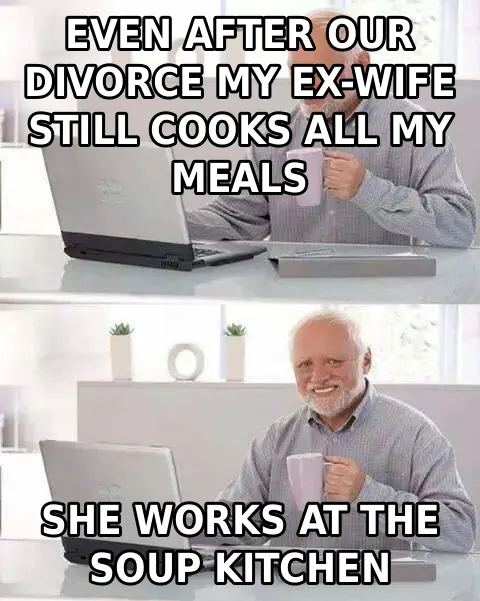 EVEN AFTER OUR
DIVORCE MY EX-WIFE
STILL COOKS ALL MY
MEALS
SHE WORKS AT THE
SOUP KITCHEN